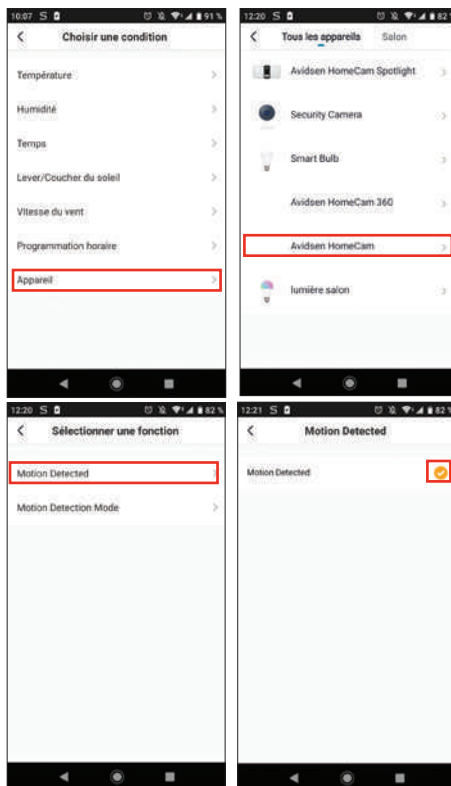 10:07 S 91 %
Choisir une condition
Température
Humidité
Temps
Lever/Coucher du soleil
Vitesse du vent
Programmation horaire
Appareil
12:20 S 82
Tous les appareils Salon
Avidsen HomeCam Spotlight
Security Camera
Smart Bulb
Avidsen HomeCam 360
Avidsen HomeCam
lumière salon
12:20 S 82 %
Sélectionner une fonction
Motion Detected
Motion Detection Mode
12:21 S 82 %
Motion Detected
Motion Detected